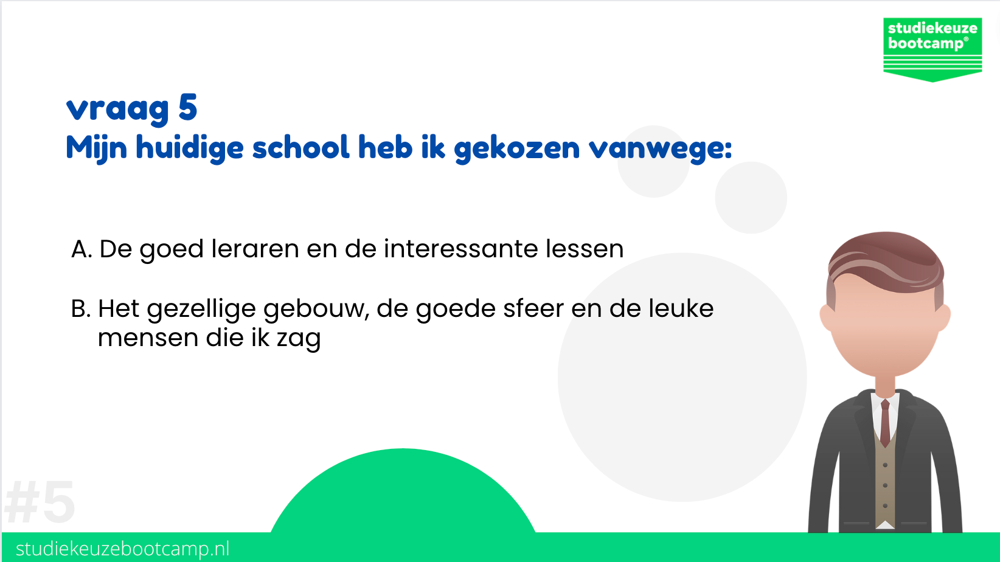 studiekeuze
bootcamp®
vraag 5
Mijn huidige school heb ik gekozen vanwege:
A. De goed leraren en de interessante lessen
B. Het gezellige gebouw, de goede sfeer en de leuke
mensen die ik zag
#5
studiekeuzebootcamp.nl